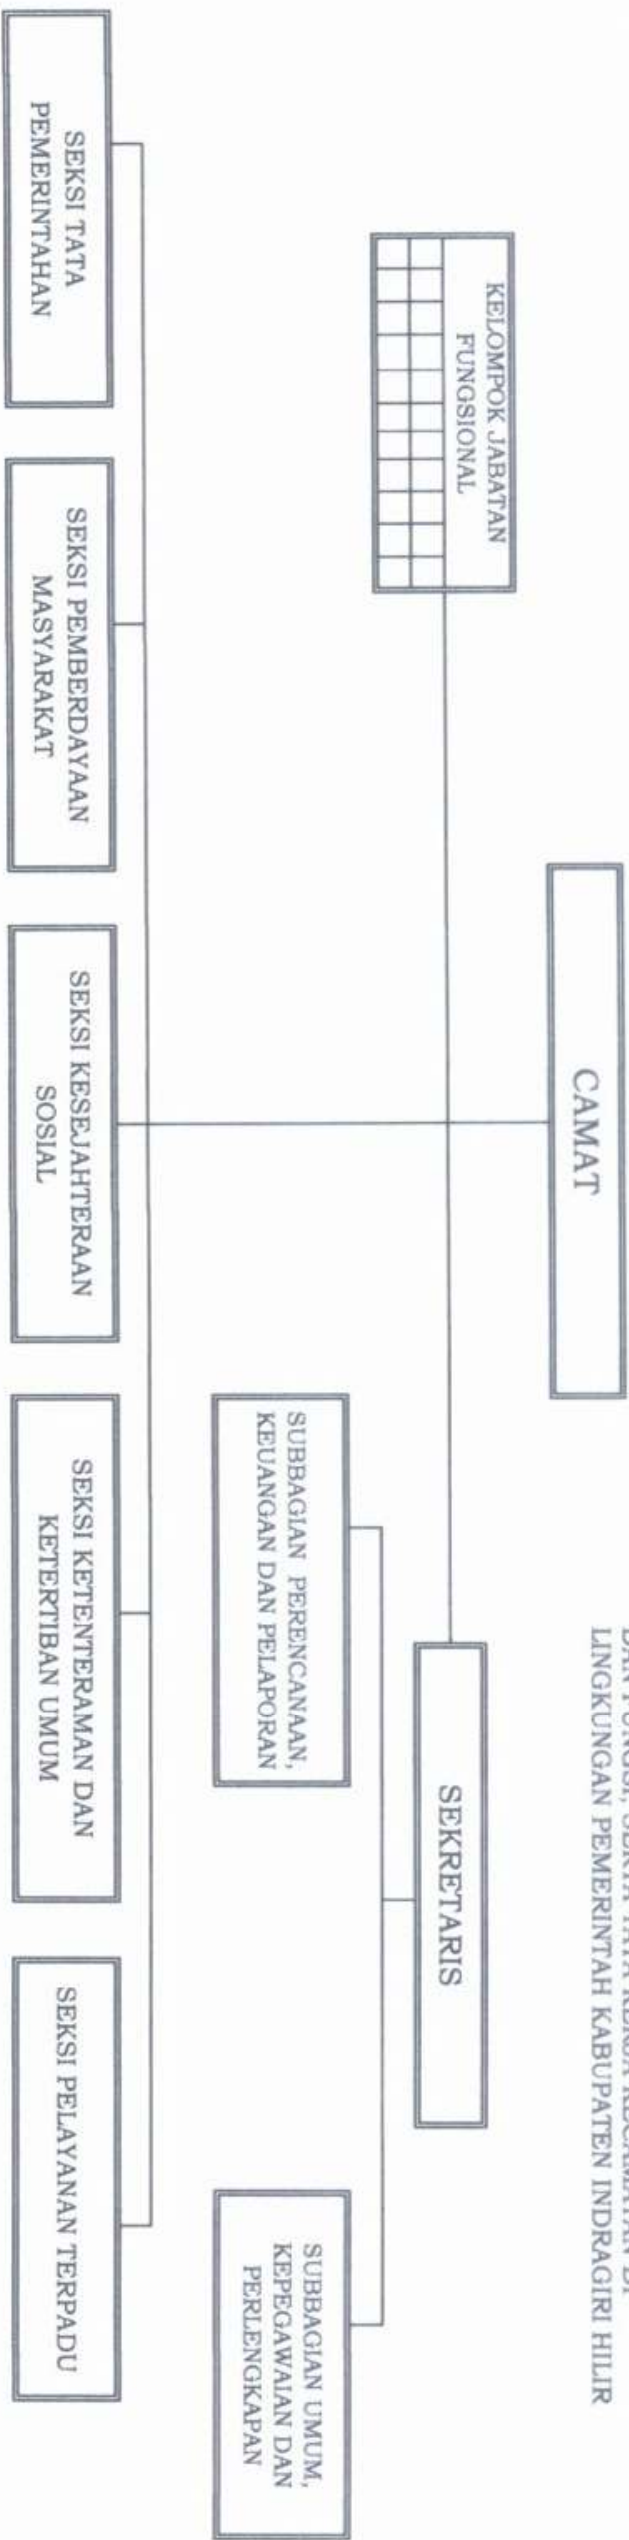 LINGKUNGAN PEMERINTAH KABUPATEN INDRAGIRI HILIR
CAMAT
KELOMPOK JABATAN
FUNGSIONAL
SEKRETARIS
SUBBAGIAN PERENCANAAN,
KEUANGAN DAN PELAPORAN
SUBBAGIAN UMUM,
KEPEGAWAIAN DAN
PERLENGKAPAN
SEKSI TATA
PEMERINTAHAN
SEKSI PEMBERDAYAAN
MASYARAKAT
SEKSI KESEJAHTERAAN
SOSIAL
SEKSI KETENTERAMAN DAN
KETERTIBAN UMUM
SEKSI PELAYANAN TERPADU